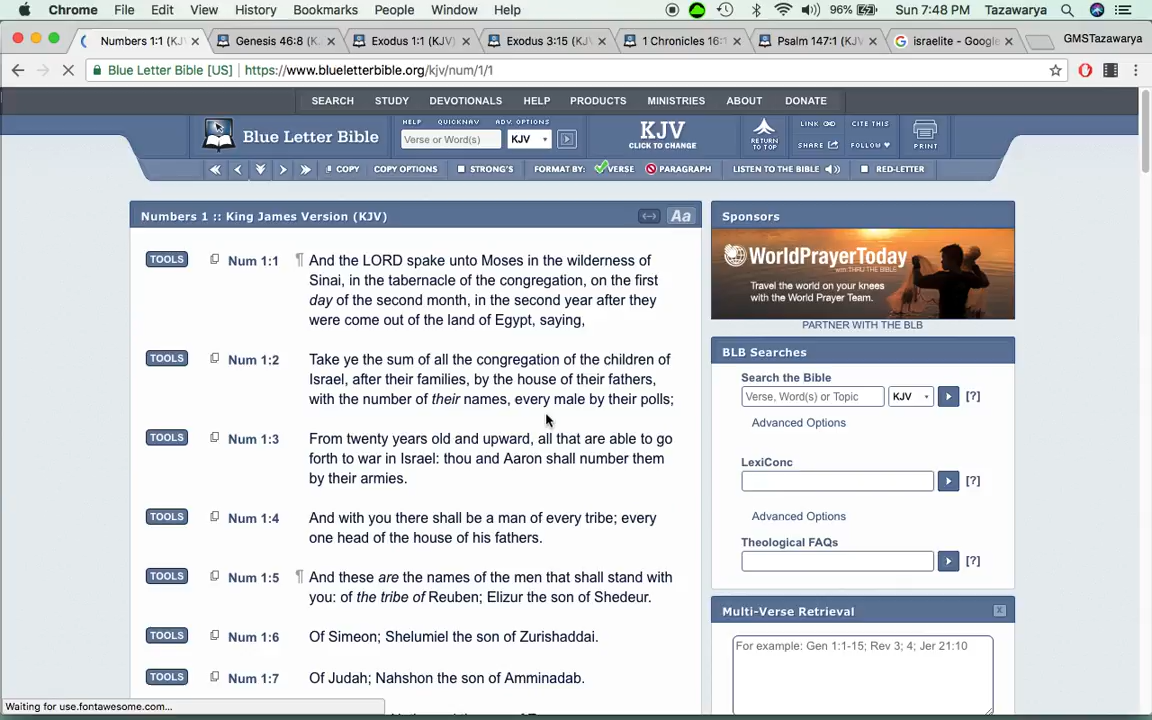 Chrome File Edit View History Bookmarks People Window Help 96% Sun 7:48 PM Tazawarya
Numbers 1:1 (KJV Genesis 46:8 (KJV Exodus 1:1 (KJV) Exodus 3:15 (KJV) 1 Chronicles 16: Psalm 147:1 (KJV israelite - Google GMSTazawarya
Blue Letter Bible [US] https://www.blueletterbible.org/kjv/num/1/1
SEARCH STUDY DEVOTIONALS HELP PRODUCTS MINISTRIES ABOUT DONATE
HELP QUICKNAV ADV. OPTIONS
Blue Letter Bible Verse or Word(s) KJV
KJV
CLICK TO CHANGE
RETURN
TO TOP
LINK CITE THIS
SHARE FOLLOW
PRINT
COPY COPY OPTIONS STRONG'S FORMAT BY: VERSE PARAGRAPH LISTEN TO THE BIBLE RED-LETTER
Numbers 1 :: King James Version (KJV) Aa
TOOLS Num 1:1 ¶ And the LORD spake unto Moses in the wilderness of
Sinai, in the tabernacle of the congregation, on the first
day of the second month, in the second year after they
were come out of the land of Egypt, saying,
TOOLS Num 1:2 Take ye the sum of all the congregation of the children of
Israel, after their families, by the house of their fathers,
with the number of their names, every male by their polls;
TOOLS Num 1:3 From twenty years old and upward, all that are able to go
forth to war in Israel: thou and Aaron shall number them
by their armies.
TOOLS Num 1:4 And with you there shall be a man of every tribe; every
one head of the house of his fathers.
TOOLS Num 1:5 ¶ And these are the names of the men that shall stand with
you: of the tribe of Reuben; Elizur the son of Shedeur.
TOOLS Num 1:6 Of Simeon; Shelumiel the son of Zurishaddai.
TOOLS Num 1:7 Of Judah; Nahshon the son of Amminadab.
Waiting for use.fontawesome.com...
Sponsors
WorldPrayerToday
with THRU the BIBLE
Travel the world on your knees
with the World Prayer Team.
PARTNER WITH THE BLB
BLB Searches
Search the Bible
Verse, Word(s) or Topic KJV [?]
Advanced Options
LexiConc
[?]
Advanced Options
Theological FAQs
[?]
Multi-Verse Retrieval x
For example: Gen 1:1-15; Rev 3; 4; Jer 21:10